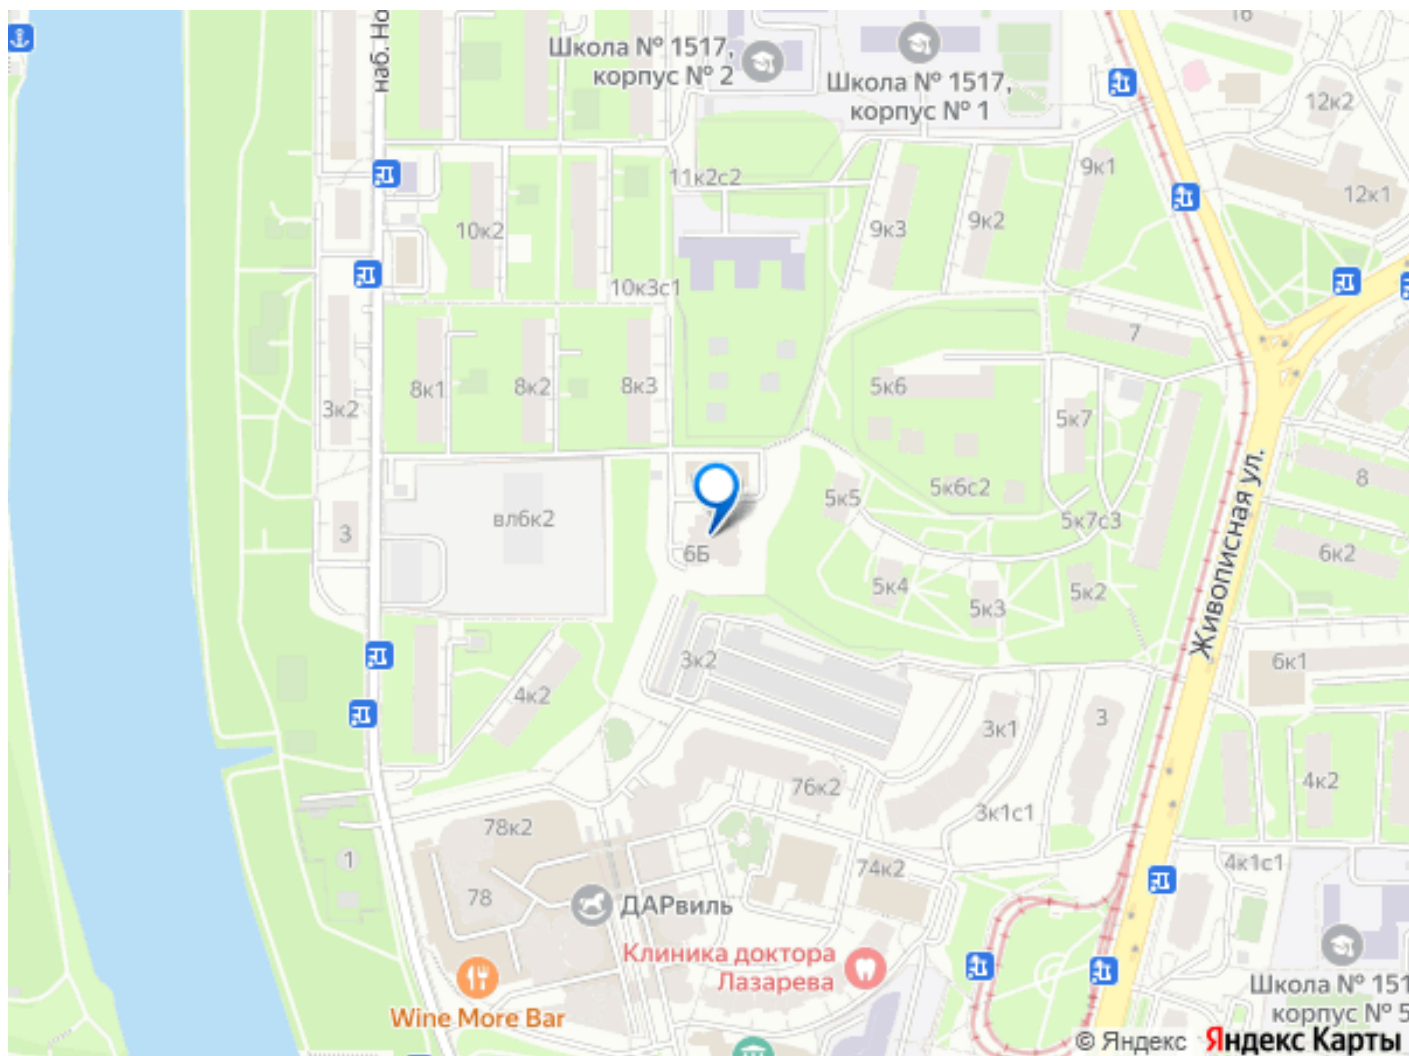 16
Школа № 1517,
корпус № 2
Школа № 1517,
корпус № 1
наб. Но
12к2
9к1
11к2с2
12к1
10к2
9к3
9к2
10к3с1
7
8к1
8к2
8к3
5к6
3к2
5к7
8
5к5
5к6с2
вл6к2
5к7с3
3
6Б
6к2
5к4
5к3
5к2
Живописная ул.
3к2
6к1
4к2
3к1
3
76к2
4к2
3к1с1
78к2
1
74к2
4к1с1
78
ДАРвиль
Клиника доктора
Лазарева
Школа № 151
корпус № 5
Wine More Bar
© Яндекс Яндекс Карты